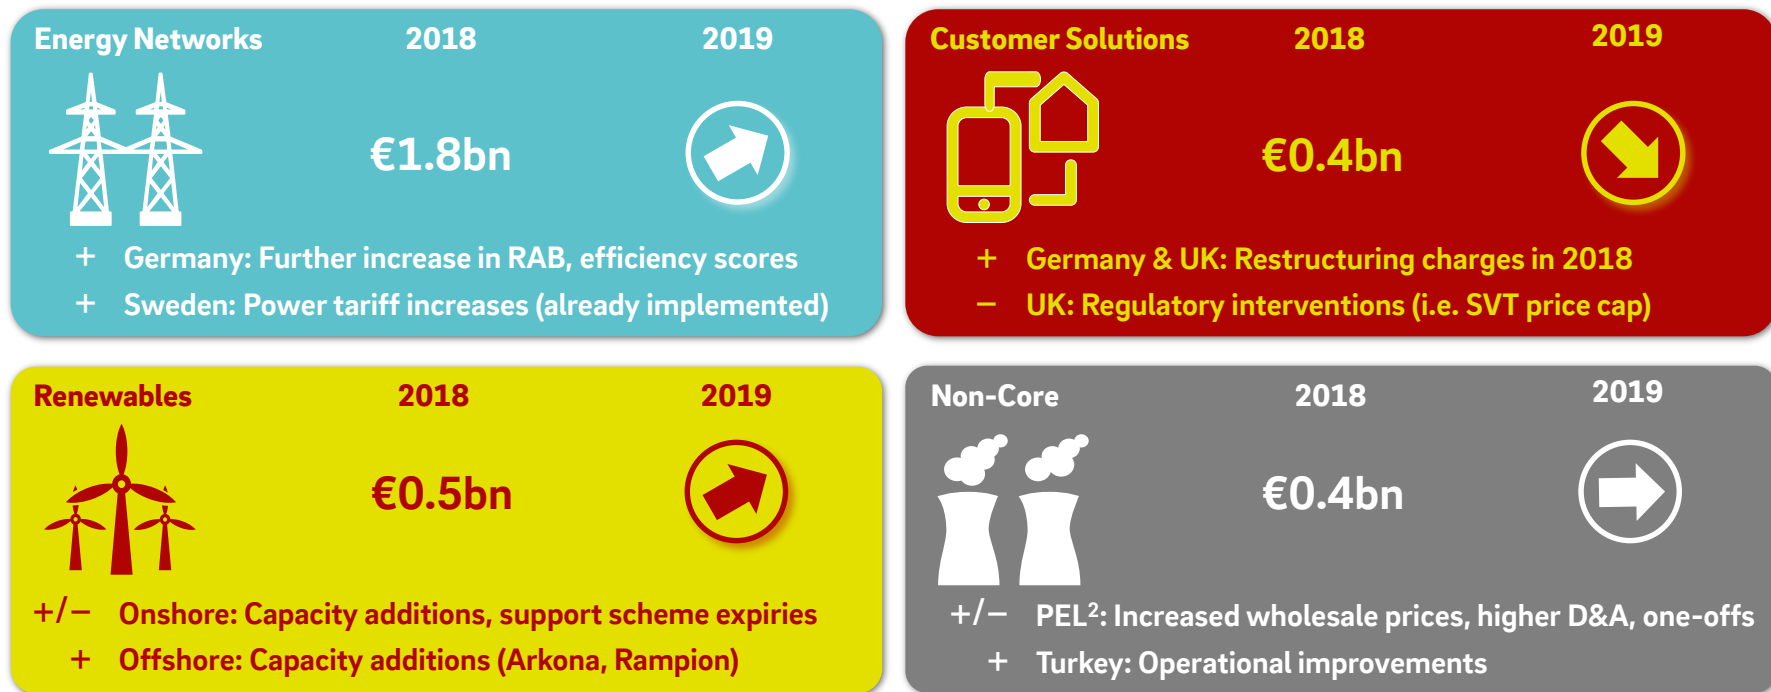 Energy Networks 2018 2019
€1.8bn
+ Germany: Further increase in RAB, efficiency scores
+ Sweden: Power tariff increases (already implemented)
Customer Solutions 2018 2019
€0.4bn
+ Germany & UK: Restructuring charges in 2018
− UK: Regulatory interventions (i.e. SVT price cap)
Renewables 2018 2019
€0.5bn
+/− Onshore: Capacity additions, support scheme expiries
+ Offshore: Capacity additions (Arkona, Rampion)
Non-Core 2018 2019
€0.4bn
+/− PEL²: Increased wholesale prices, higher D&A, one-offs
+ Turkey: Operational improvements